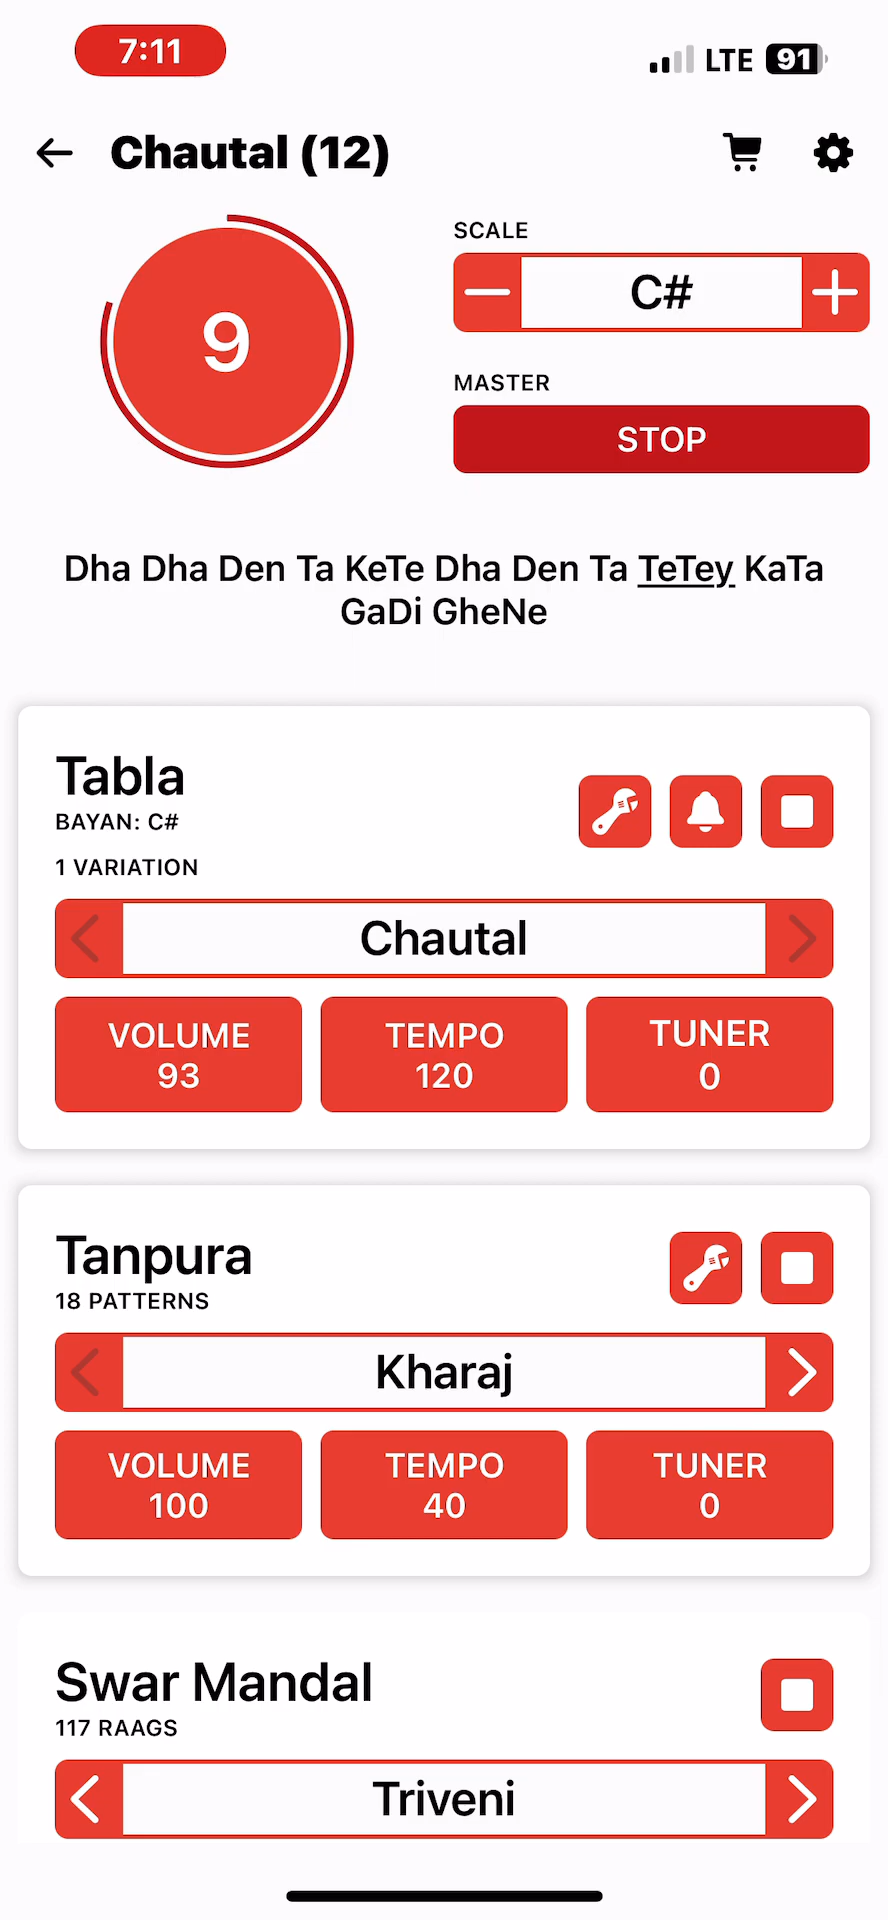 7:11
LTE 91
Chautal (12)
9
SCALE
C#
MASTER
STOP
Dha Dha Den Ta KeTe Dha Den Ta TeTey KaTa
GaDi GheNe
Tabla
BAYAN: C#
1 VARIATION
Chautal
VOLUME TEMPO TUNER
93 120 0
Tanpura
18 PATTERNS
Kharaj
VOLUME TEMPO TUNER
100 40 0
Swar Mandal
117 RAAGS
Triveni